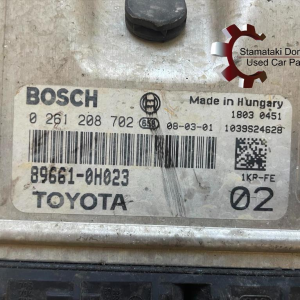 Stamataki Dor
Used Car Pa
BOSCH
Made in Hungary
0 261 208 702
08-03-01
1803 0451
1039S24628
89661-0H023
1KR-FE
TOYOTA
02